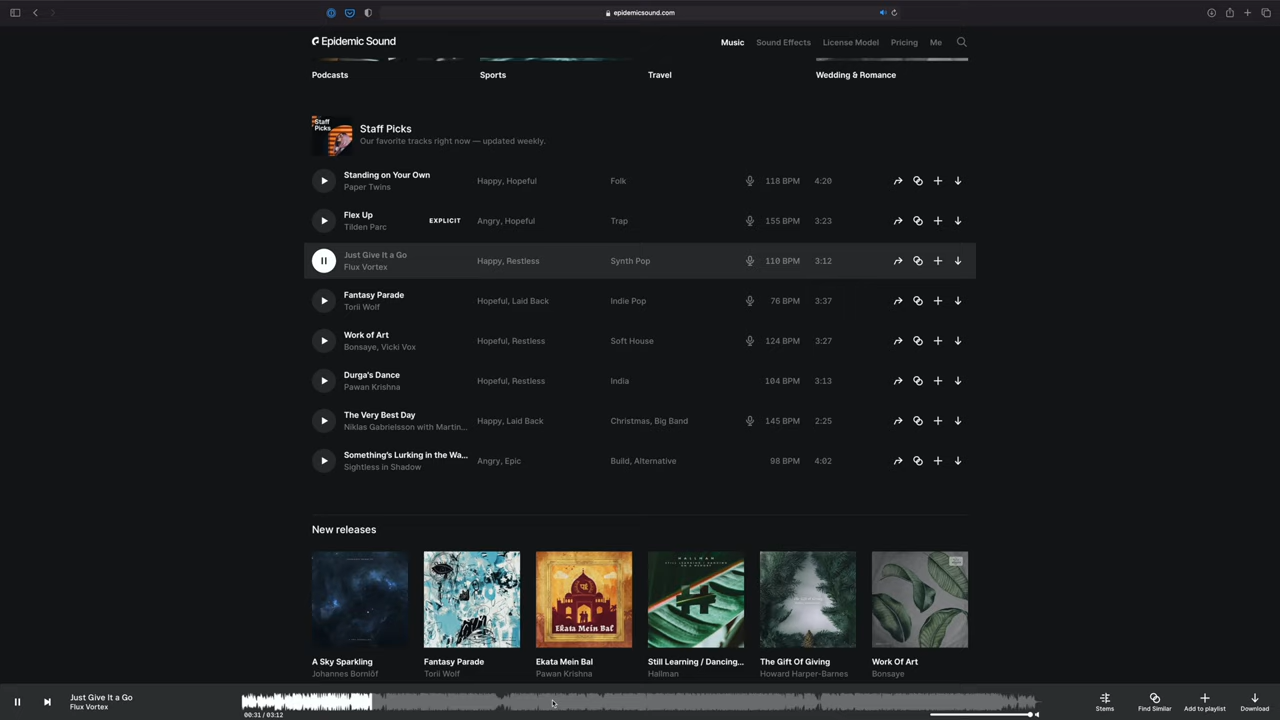 epidemicsound.com
Epidemic Sound
Music Sound Effects License Model Pricing Me
Podcasts Sports Travel Wedding & Romance
Staff Picks
Staff Picks
Our favorite tracks right now — updated weekly.
Standing on Your Own
Paper Twins
Happy, Hopeful Folk 118 BPM 4:20
Flex Up
Tilden Parc
EXPLICIT Angry, Hopeful Trap 155 BPM 3:23
Just Give It a Go
Flux Vortex
Happy, Restless Synth Pop 110 BPM 3:12
Fantasy Parade
Torii Wolf
Hopeful, Laid Back Indie Pop 76 BPM 3:37
Work of Art
Bonsaye, Vicki Vox
Hopeful, Restless Soft House 124 BPM 3:27
Durga's Dance
Pawan Krishna
Hopeful, Restless India 104 BPM 3:13
The Very Best Day
Niklas Gabrielsson with Martin...
Happy, Laid Back Christmas, Big Band 145 BPM 2:25
Something's Lurking in the Wa...
Sightless in Shadow
Angry, Epic Build, Alternative 98 BPM 4:02
New releases
Ekata Mein Bal
HALLMAN
A Sky Sparkling Fantasy Parade Ekata Mein Bal Still Learning / Dancing... The Gift Of Giving Work Of Art
Johannes Bornlöf Torii Wolf Pawan Krishna Hallman Howard Harper-Barnes Bonsaye
Just Give It a Go
Flux Vortex
00:31 / 03:12
Stems Find Similar Add to playlist Download